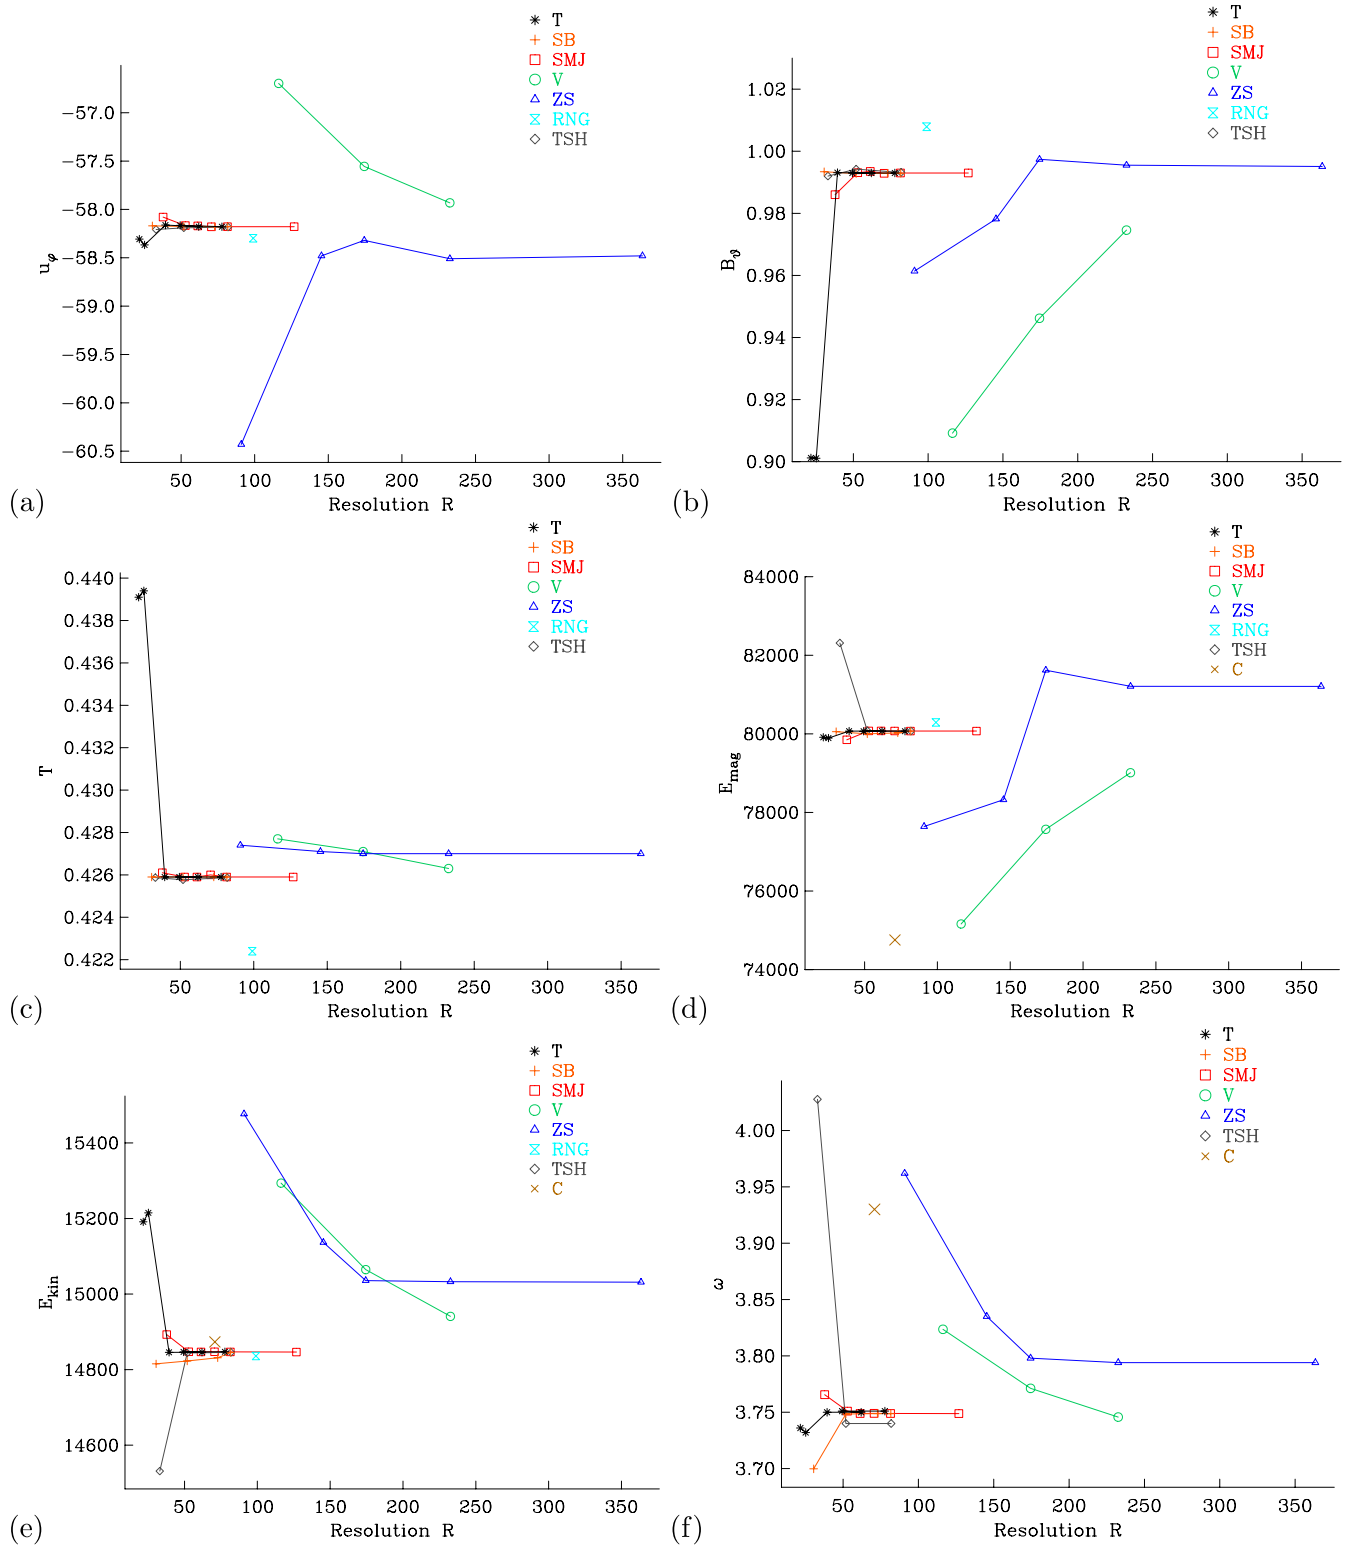 T
SB
SMJ
V
ZS
RNG
TSH
−57.0
−57.5
−58.0
−58.5
−59.0
−59.5
−60.0
−60.5
uφ
50 100 150 200 250 300 350
Resolution R
(a)
T
SB
SMJ
V
ZS
RNG
TSH
1.02
1.00
0.98
0.96
0.94
0.92
0.90
Bϑ
50 100 150 200 250 300 350
Resolution R
(b)
T
SB
SMJ
V
ZS
RNG
TSH
0.440
0.438
0.436
0.434
0.432
0.430
0.428
0.426
0.424
0.422
T
50 100 150 200 250 300 350
Resolution R
(c)
T
SB
SMJ
V
ZS
RNG
TSH
C
84000
82000
80000
78000
76000
74000
Emag
50 100 150 200 250 300 350
Resolution R
(d)
T
SB
SMJ
V
ZS
RNG
TSH
C
15400
15200
15000
14800
14600
Ekin
50 100 150 200 250 300 350
Resolution R
(e)
T
SB
SMJ
V
ZS
TSH
C
4.00
3.95
3.90
3.85
3.80
3.75
3.70
ω
50 100 150 200 250 300 350
Resolution R
(f)